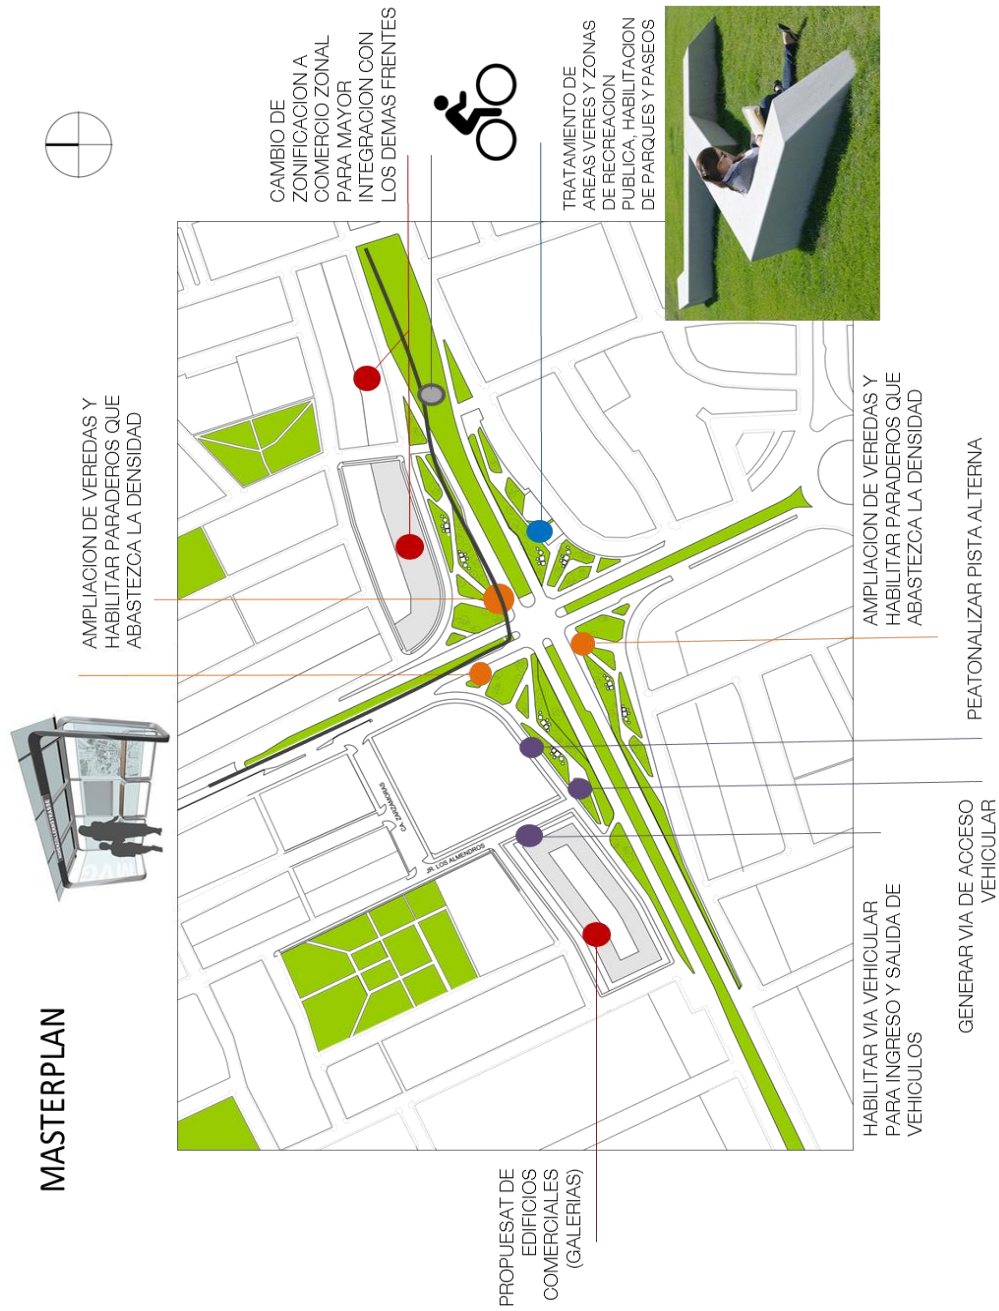 MASTERPLAN
AMPLIACION DE VEREDAS Y
HABILITAR PARADEROS QUE
ABASTEZCA LA DENSIDAD
CAMBIO DE
ZONIFICACION A
COMERCIO ZONAL
PARA MAYOR
INTEGRACION CON
LOS DEMAS FRENTES
TRATAMIENTO DE
AREAS VERES Y ZONAS
DE RECREACION
PUBLICA, HABILITACION
DE PARQUES Y PASEOS
CA. ZARZAMORAS
JR. LOS ALMENDROS
PROPUESAT DE
EDIFICIOS
COMERCIALES
(GALERIAS)
HABILITAR VIA VEHICULAR
PARA INGRESO Y SALIDA DE
VEHICULOS
GENERAR VIA DE ACCESO
VEHICULAR
AMPLIACION DE VEREDAS Y
HABILITAR PARADEROS QUE
ABASTEZCA LA DENSIDAD
PEATONALIZAR PISTA ALTERNA